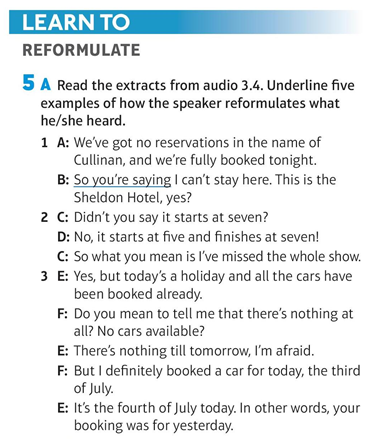 LEARN TO
REFORMULATE
5 A Read the extracts from audio 3.4. Underline five
examples of how the speaker reformulates what
he/she heard.
1 A: We've got no reservations in the name of
Cullinan, and we're fully booked tonight.
B: So you're saying I can't stay here. This is the
Sheldon Hotel, yes?
2 C: Didn't you say it starts at seven?
D: No, it starts at five and finishes at seven!
C: So what you mean is I've missed the whole show.
3 E: Yes, but today's a holiday and all the cars have
been booked already.
F: Do you mean to tell me that there's nothing at
all? No cars available?
E: There's nothing till tomorrow, I'm afraid.
F: But I definitely booked a car for today, the third
of July.
E: It's the fourth of July today. In other words, your
booking was for yesterday.